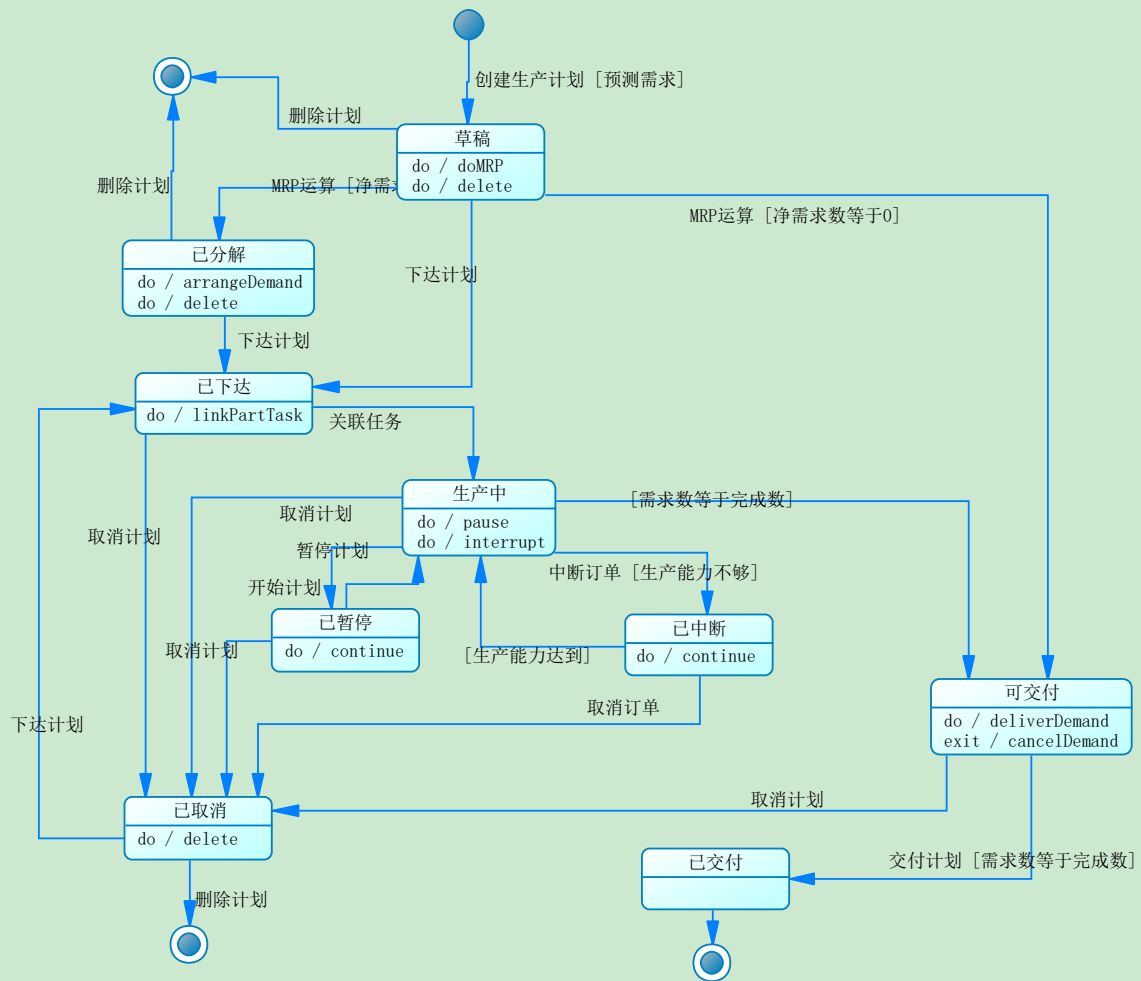 创建生产计划 [预测需求]
删除计划
草稿
do / doMRP
do / delete
删除计划
MRP运算 [净需
MRP运算 [净需求数等于0]
已分解
do / arrangeDemand
do / delete
下达计划
下达计划
已下达
do / linkPartTask
关联任务
生产中
do / pause
do / interrupt
[需求数等于完成数]
取消计划
取消计划
暂停计划
中断订单 [生产能力不够]
开始计划
已暂停
do / continue
已中断
do / continue
取消计划
[生产能力达到]
可交付
do / deliverDemand
exit / cancelDemand
取消订单
下达计划
取消计划
已取消
do / delete
已交付
交付计划 [需求数等于完成数]
删除计划